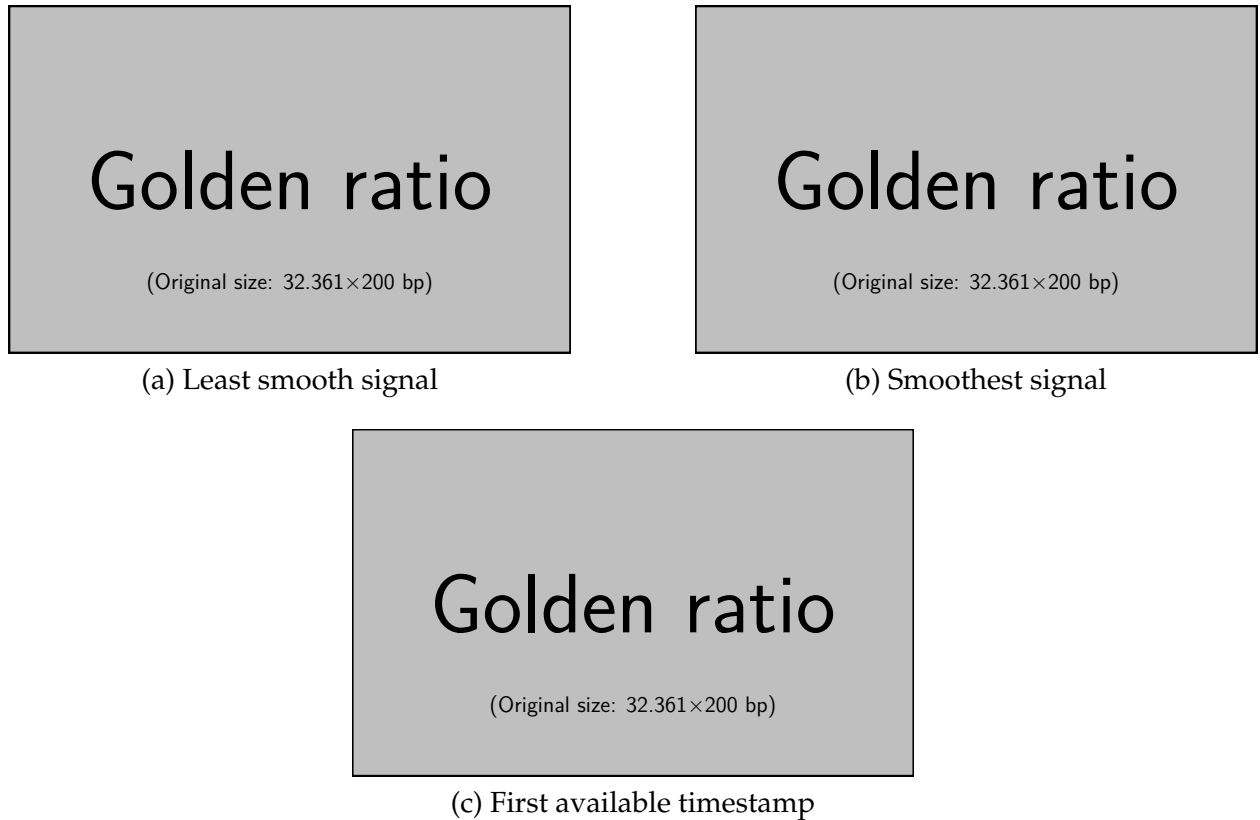 Golden ratio
(Original size: 32.361×200 bp)
(a) Least smooth signal
Golden ratio
(Original size: 32.361×200 bp)
(b) Smoothest signal
Golden ratio
(Original size: 32.361×200 bp)
(c) First available timestamp